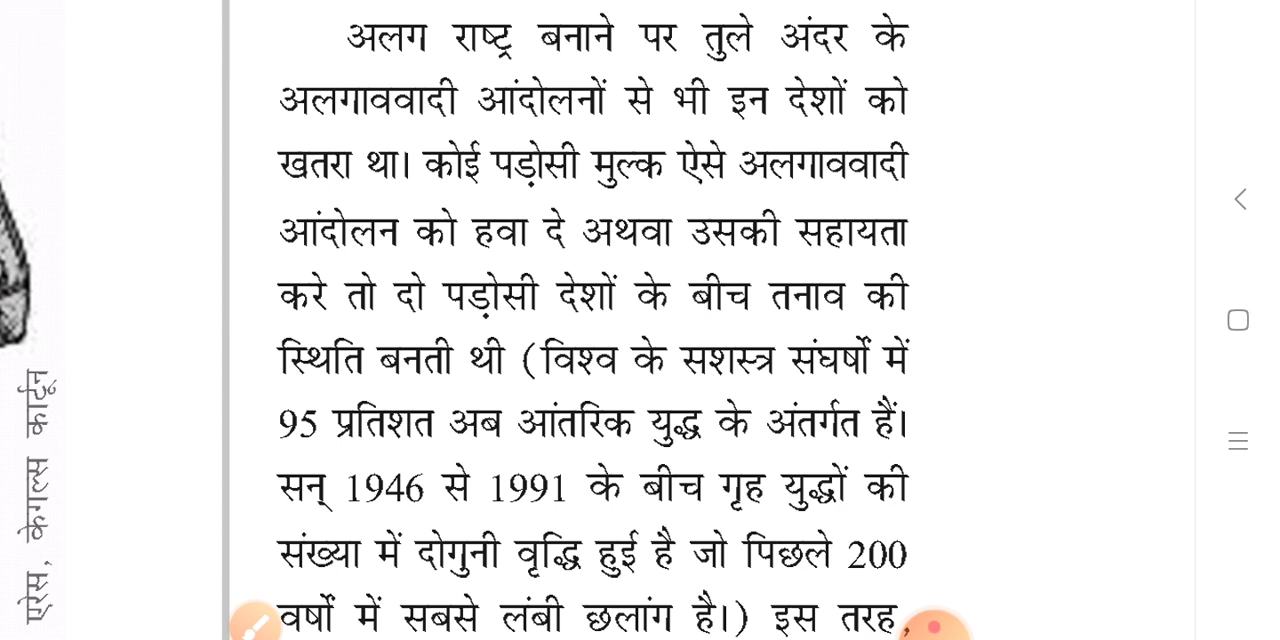 अलग राष्ट्र बनाने पर तुले अंदर के
अलगाववादी आंदोलनों से भी इन देशों को
खतरा था। कोई पड़ोसी मुल्क ऐसे अलगाववादी
आंदोलन को हवा दे अथवा उसकी सहायता
करे तो दो पड़ोसी देशों के बीच तनाव की
स्थिति बनती थी (विश्व के सशस्त्र संघर्षों में
95 प्रतिशत अब आंतरिक युद्ध के अंतर्गत हैं।
सन् 1946 से 1991 के बीच गृह युद्धों की
संख्या में दोगुनी वृद्धि हुई है जो पिछले 200
वर्षों में सबसे लंबी छलांग है।) इस तरह,
एरेस, केगल्स कार्टून